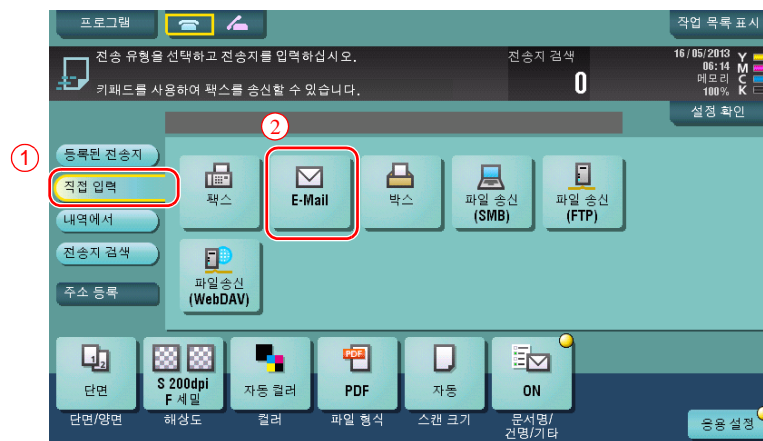 프로그램
작업 목록 표시
전송 유형을 선택하고 전송지를 입력하십시오.
키패드를 사용하여 팩스를 송신할 수 있습니다.
전송지 검색
0
16/05/2013
06:14
메모리
100%
Y
M
C
K
설정 확인
①
②
등록된 전송지
직접 입력
내역에서
전송지 검색
주소 등록
팩스
E-Mail
박스
파일 송신
(SMB)
파일 송신
(FTP)
파일송신
(WebDAV)
1
2
단면
단면/양면
S 200dpi
F 세밀
해상도
자동 컬러
컬러
PDF
PDF
파일 형식
자동
스캔 크기
ON
문서명/
건명/기타
응용 설정